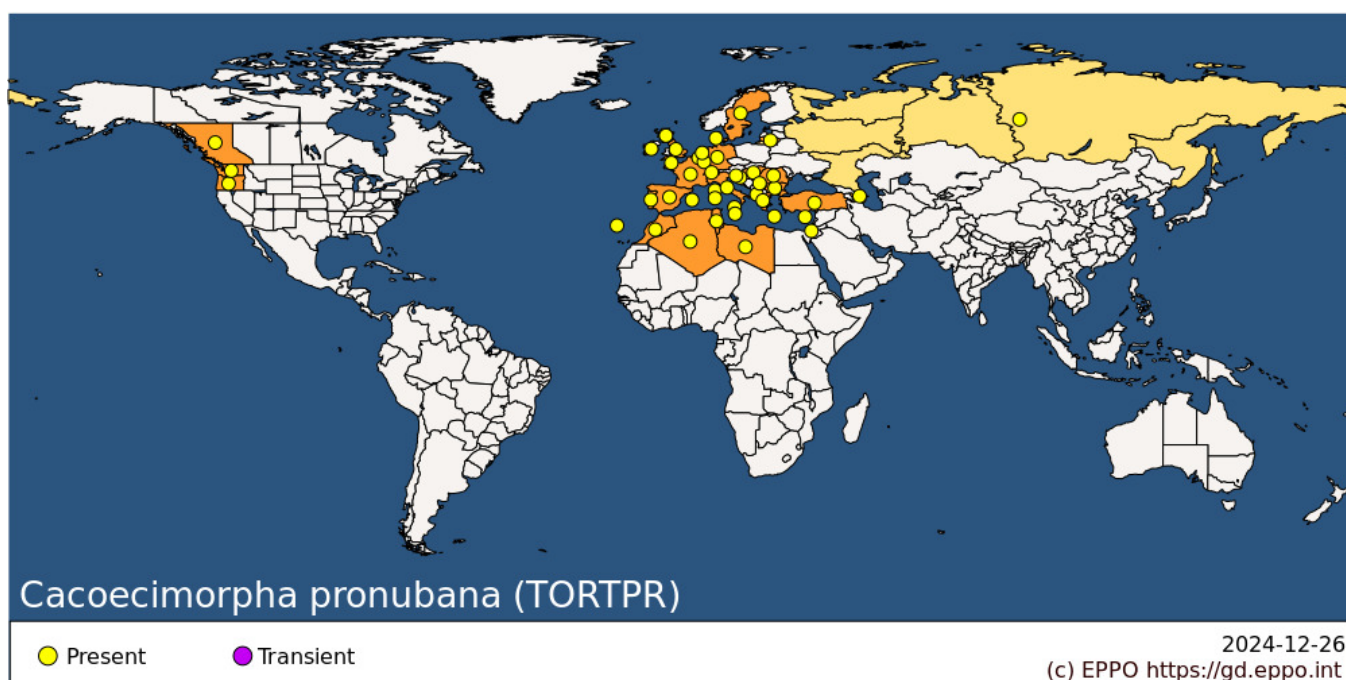 Cacoecimorpha pronubana (TORTPR)
Present
Transient
2024-12-26
(c) EPPO https://gd.eppo.int